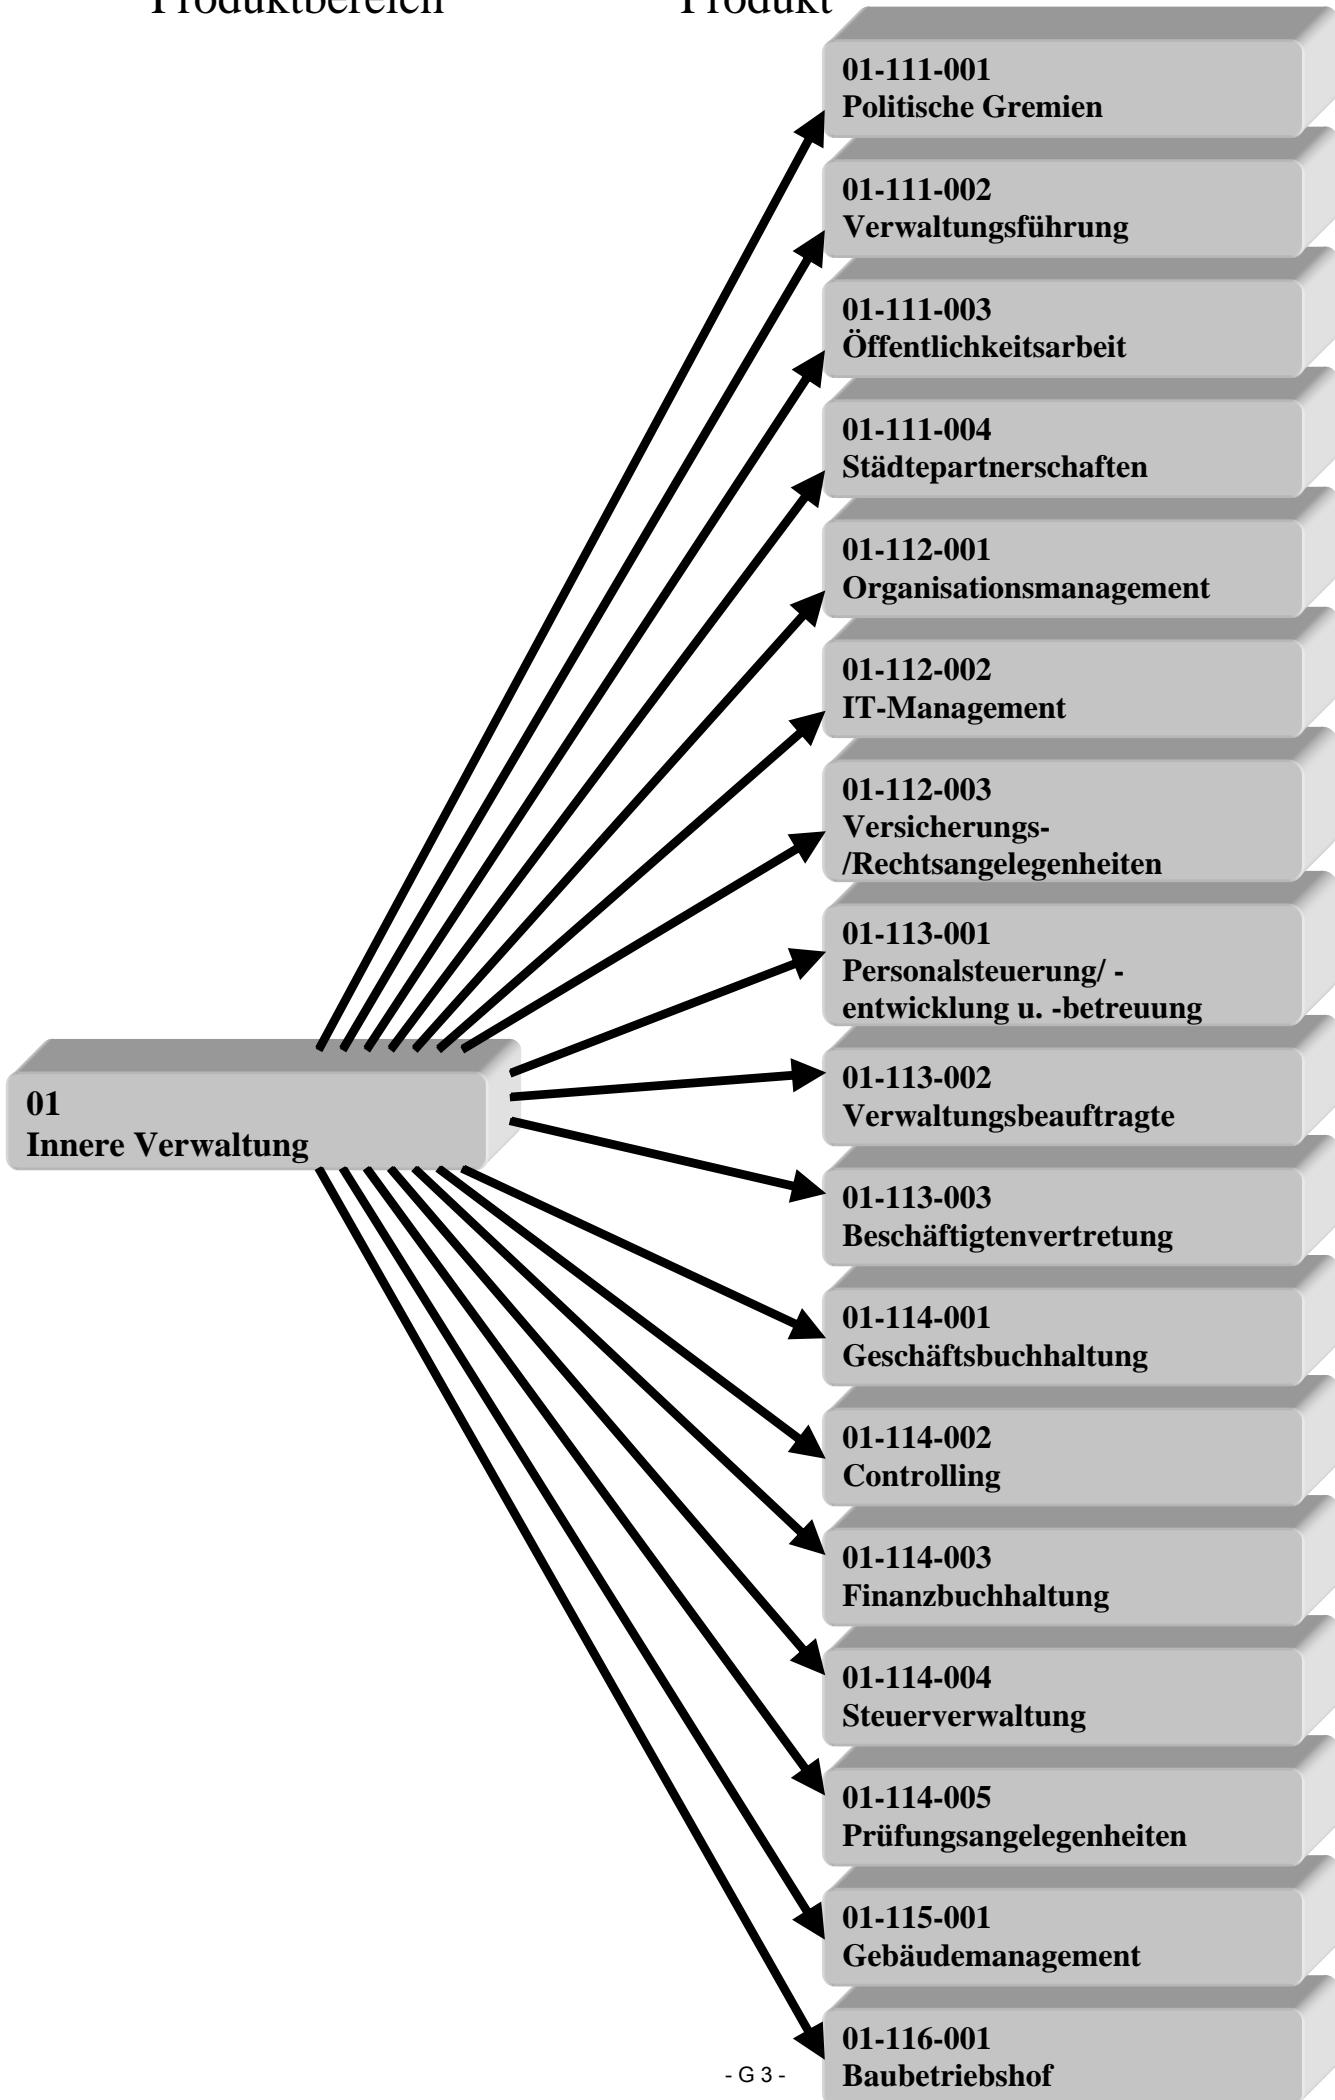 Produktbereich
Produkt
01-111-001
Politische Gremien
01-111-002
Verwaltungsführung
01-111-003
Öffentlichkeitsarbeit
01-111-004
Städtepartnerschaften
01-112-001
Organisationsmanagement
01-112-002
IT-Management
01-112-003
Versicherungs-
/Rechtsangelegenheiten
01-113-001
Personalsteuerung/ -
entwicklung u. -betreuung
01
Innere Verwaltung
01-113-002
Verwaltungsbeauftragte
01-113-003
Beschäftigtenvertretung
01-114-001
Geschäftsbuchhaltung
01-114-002
Controlling
01-114-003
Finanzbuchhaltung
01-114-004
Steuerverwaltung
01-114-005
Prüfungsangelegenheiten
01-115-001
Gebäudemanagement
01-116-001
Baubetriebshof
- G 3 -